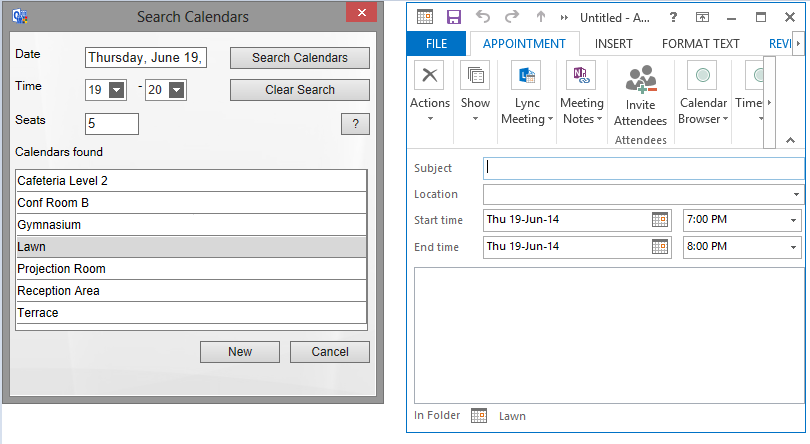 Search Calendars
Date
Thursday, June 19,
Search Calendars
Time
19
-
20
Clear Search
Seats
5
?
Calendars found
Cafeteria Level 2
Conf Room B
Gymnasium
Lawn
Projection Room
Reception Area
Terrace
New
Cancel
Untitled - A...
?
FILE
APPOINTMENT
INSERT
FORMAT TEXT
REVI
Actions
Show
Lync
Meeting
Meeting
Notes
Invite
Attendees
Calendar
Browser
Time
Attendees
Subject
Location
Start time
Thu 19-Jun-14
7:00 PM
End time
Thu 19-Jun-14
8:00 PM
In Folder
Lawn